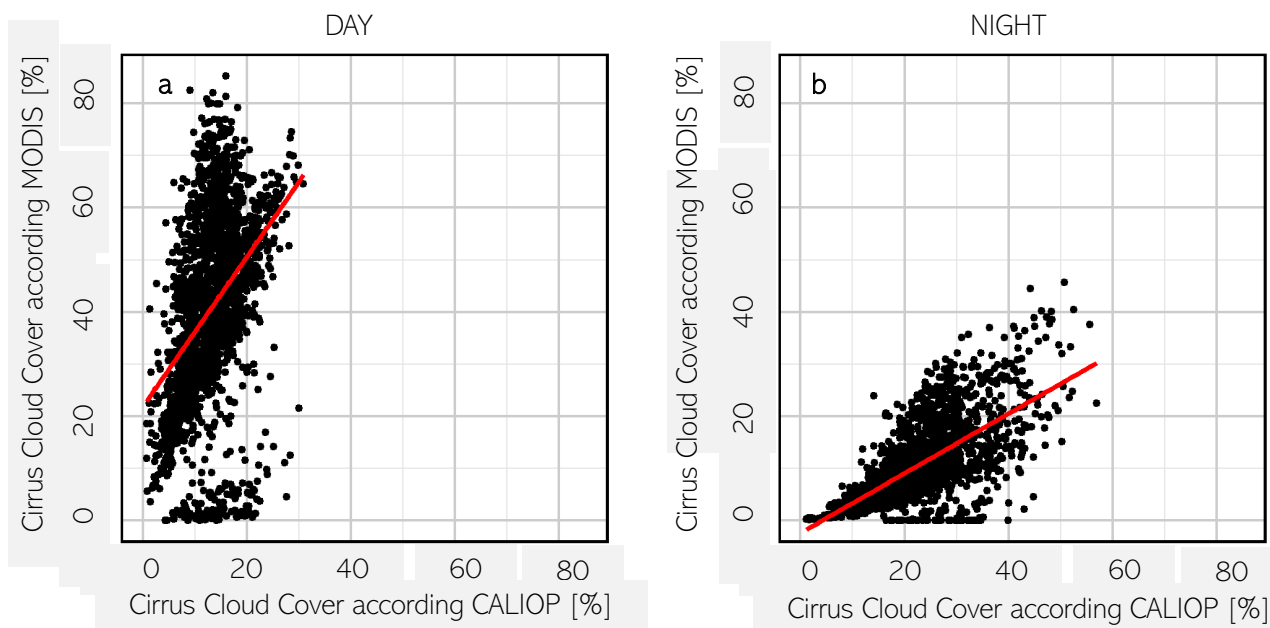 DAY
a
Cirrus Cloud Cover according MODIS [%]
80
60
40
20
0
0 20 40 60 80
Cirrus Cloud Cover according CALIOP [%]
NIGHT
b
Cirrus Cloud Cover according MODIS [%]
80
60
40
20
0
0 20 40 60 80
Cirrus Cloud Cover according CALIOP [%]